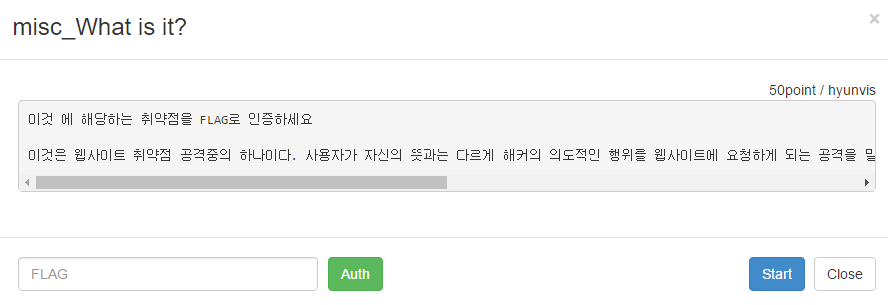 misc_What is it?
×
50point / hyunvis
이것 에 해당하는 취약점을 FLAG로 인증하세요
이것은 웹사이트 취약점 공격중의 하나이다. 사용자가 자신의 뜻과는 다르게 해커의 의도적인 행위를 웹사이트에 요청하게 되는 공격을
FLAG
Auth
Start
Close